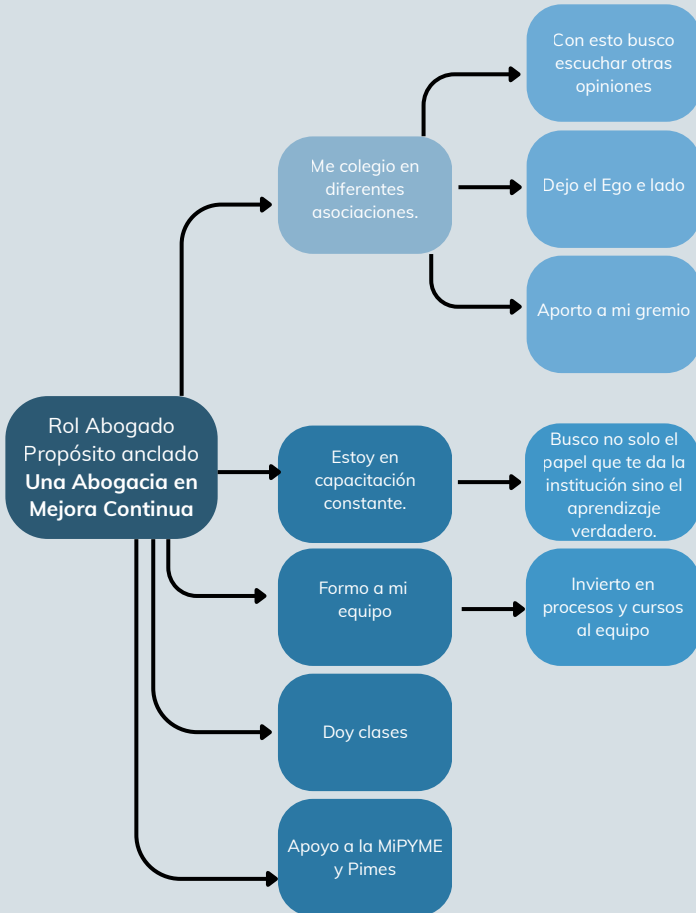 Con esto busco
escuchar otras
opiniones
Me colegio en
diferentes
asociaciones.
Dejo el Ego e lado
Aporto a mi gremio
Rol Abogado
Propósito anclado
Una Abogacia en
Mejora Continua
Estoy en
capacitación
constante.
Busco no solo el
papel que te da la
institución sino el
aprendizaje
verdadero.
Formo a mi
equipo
Invierto en
procesos y cursos
al equipo
Doy clases
Apoyo a la MiPYME
y Pimes